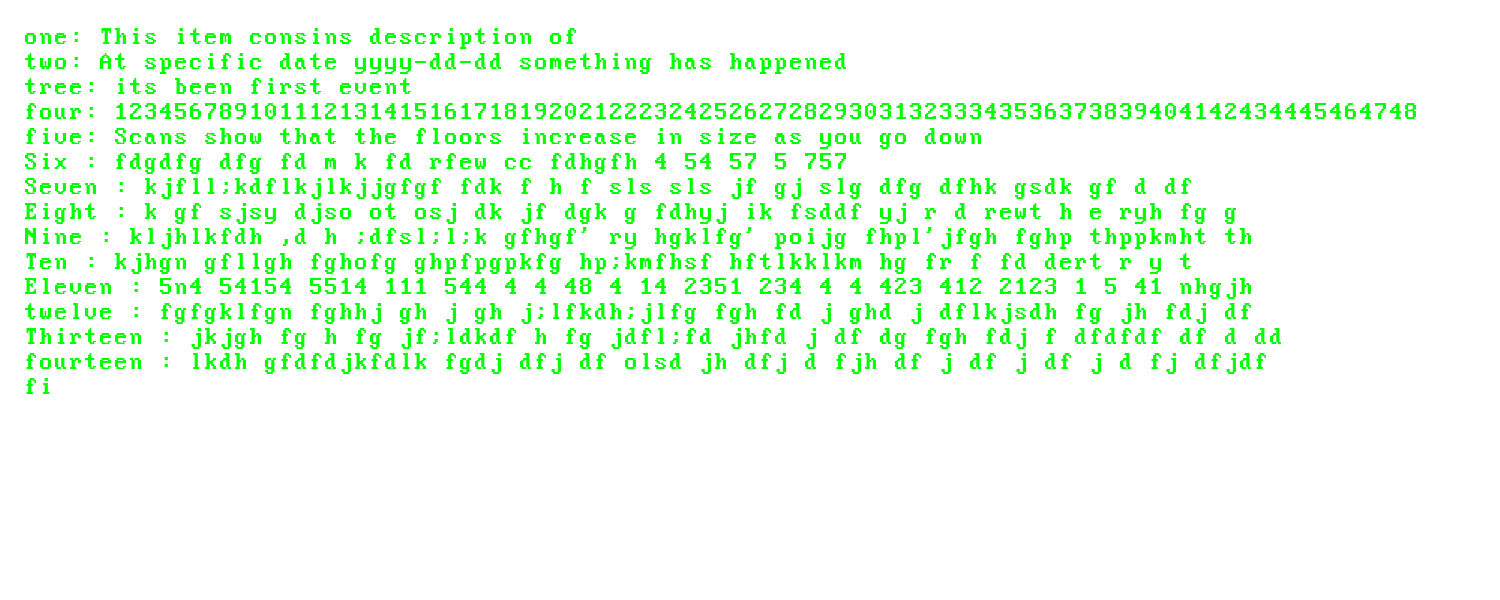 one: This item consins description of
two: At specific date yyyy-dd-dd something has happened
tree: its been first event
four: 123456789101112131415161718192021222324252627282930313233343536373839404142434445464748
five: Scans show that the floors increase in size as you go down
Six : fdgdfg dfg fd m k fd rfew cc fdhgfh 4 54 57 5 757
Seven : kjfll;kdflkjlkjjgfgf fdk f h f sls sls jf gj slg dfg dfhk gsdk gf d df
Eight : k gf sjsy djso ot osj dk jf dgk g fdhyj ik fsddf yj r d rewt h e ryh fg g
Nine : kljhlkfdh ,d h ;dfsl;l;k gfhgf' ry hgklfg' poijg fhpl'jfgh fghp thppkmht th
Ten : kjhgn gfllgh fghofg ghpfpgpkfg hp;kmfhsf hftlkklkm hg fr f fd dert r y t
Eleven : 5n4 54154 5514 111 544 4 4 48 4 14 2351 234 4 4 423 412 2123 1 5 41 nhgjh
twelve : fgfgklfgn fghhj gh j gh j;lfkdh;jlfg fgh fd j ghd j dflkjsdh fg jh fdj df
Thirteen : jkjgh fg h fg jf;ldkdf h fg jdfl;fd jhfd j df dg fgh fdj f dfdfdf df d dd
fourteen : lkdh gfdfdjkfdlk fgdj dfj df olsd jh dfj d fjh df j df j df j d fj dfjdf
fi